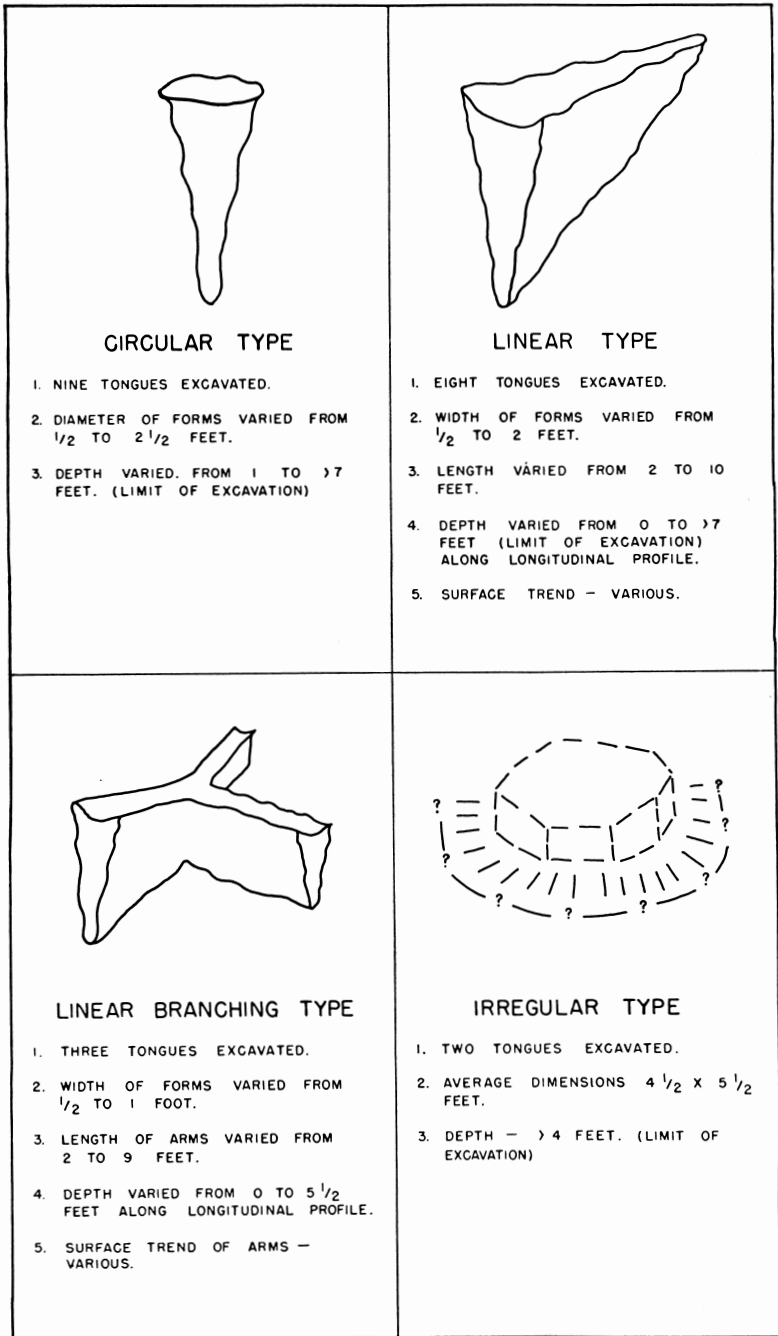 CIRCULAR TYPE
1. NINE TONGUES EXCAVATED.
2. DIAMETER OF FORMS VARIED FROM
1/2 TO 2 1/2 FEET.
3. DEPTH VARIED. FROM 1 TO >7
FEET. (LIMIT OF EXCAVATION)
LINEAR TYPE
1. EIGHT TONGUES EXCAVATED.
2. WIDTH OF FORMS VARIED FROM
1/2 TO 2 FEET.
3. LENGTH VARIED FROM 2 TO 10
FEET.
4. DEPTH VARIED FROM 0 TO >7
FEET (LIMIT OF EXCAVATION)
ALONG LONGITUDINAL PROFILE.
5. SURFACE TREND – VARIOUS.
LINEAR BRANCHING TYPE
1. THREE TONGUES EXCAVATED.
2. WIDTH OF FORMS VARIED FROM
1/2 TO 1 FOOT.
3. LENGTH OF ARMS VARIED FROM
2 TO 9 FEET.
4. DEPTH VARIED FROM 0 TO 5 1/2
FEET ALONG LONGITUDINAL PROFILE.
5. SURFACE TREND OF ARMS –
VARIOUS.
? ?
?
? ?
? ?
?
IRREGULAR TYPE
1. TWO TONGUES EXCAVATED.
2. AVERAGE DIMENSIONS 4 1/2 X 5 1/2
FEET.
3. DEPTH – >4 FEET. (LIMIT OF
EXCAVATION)